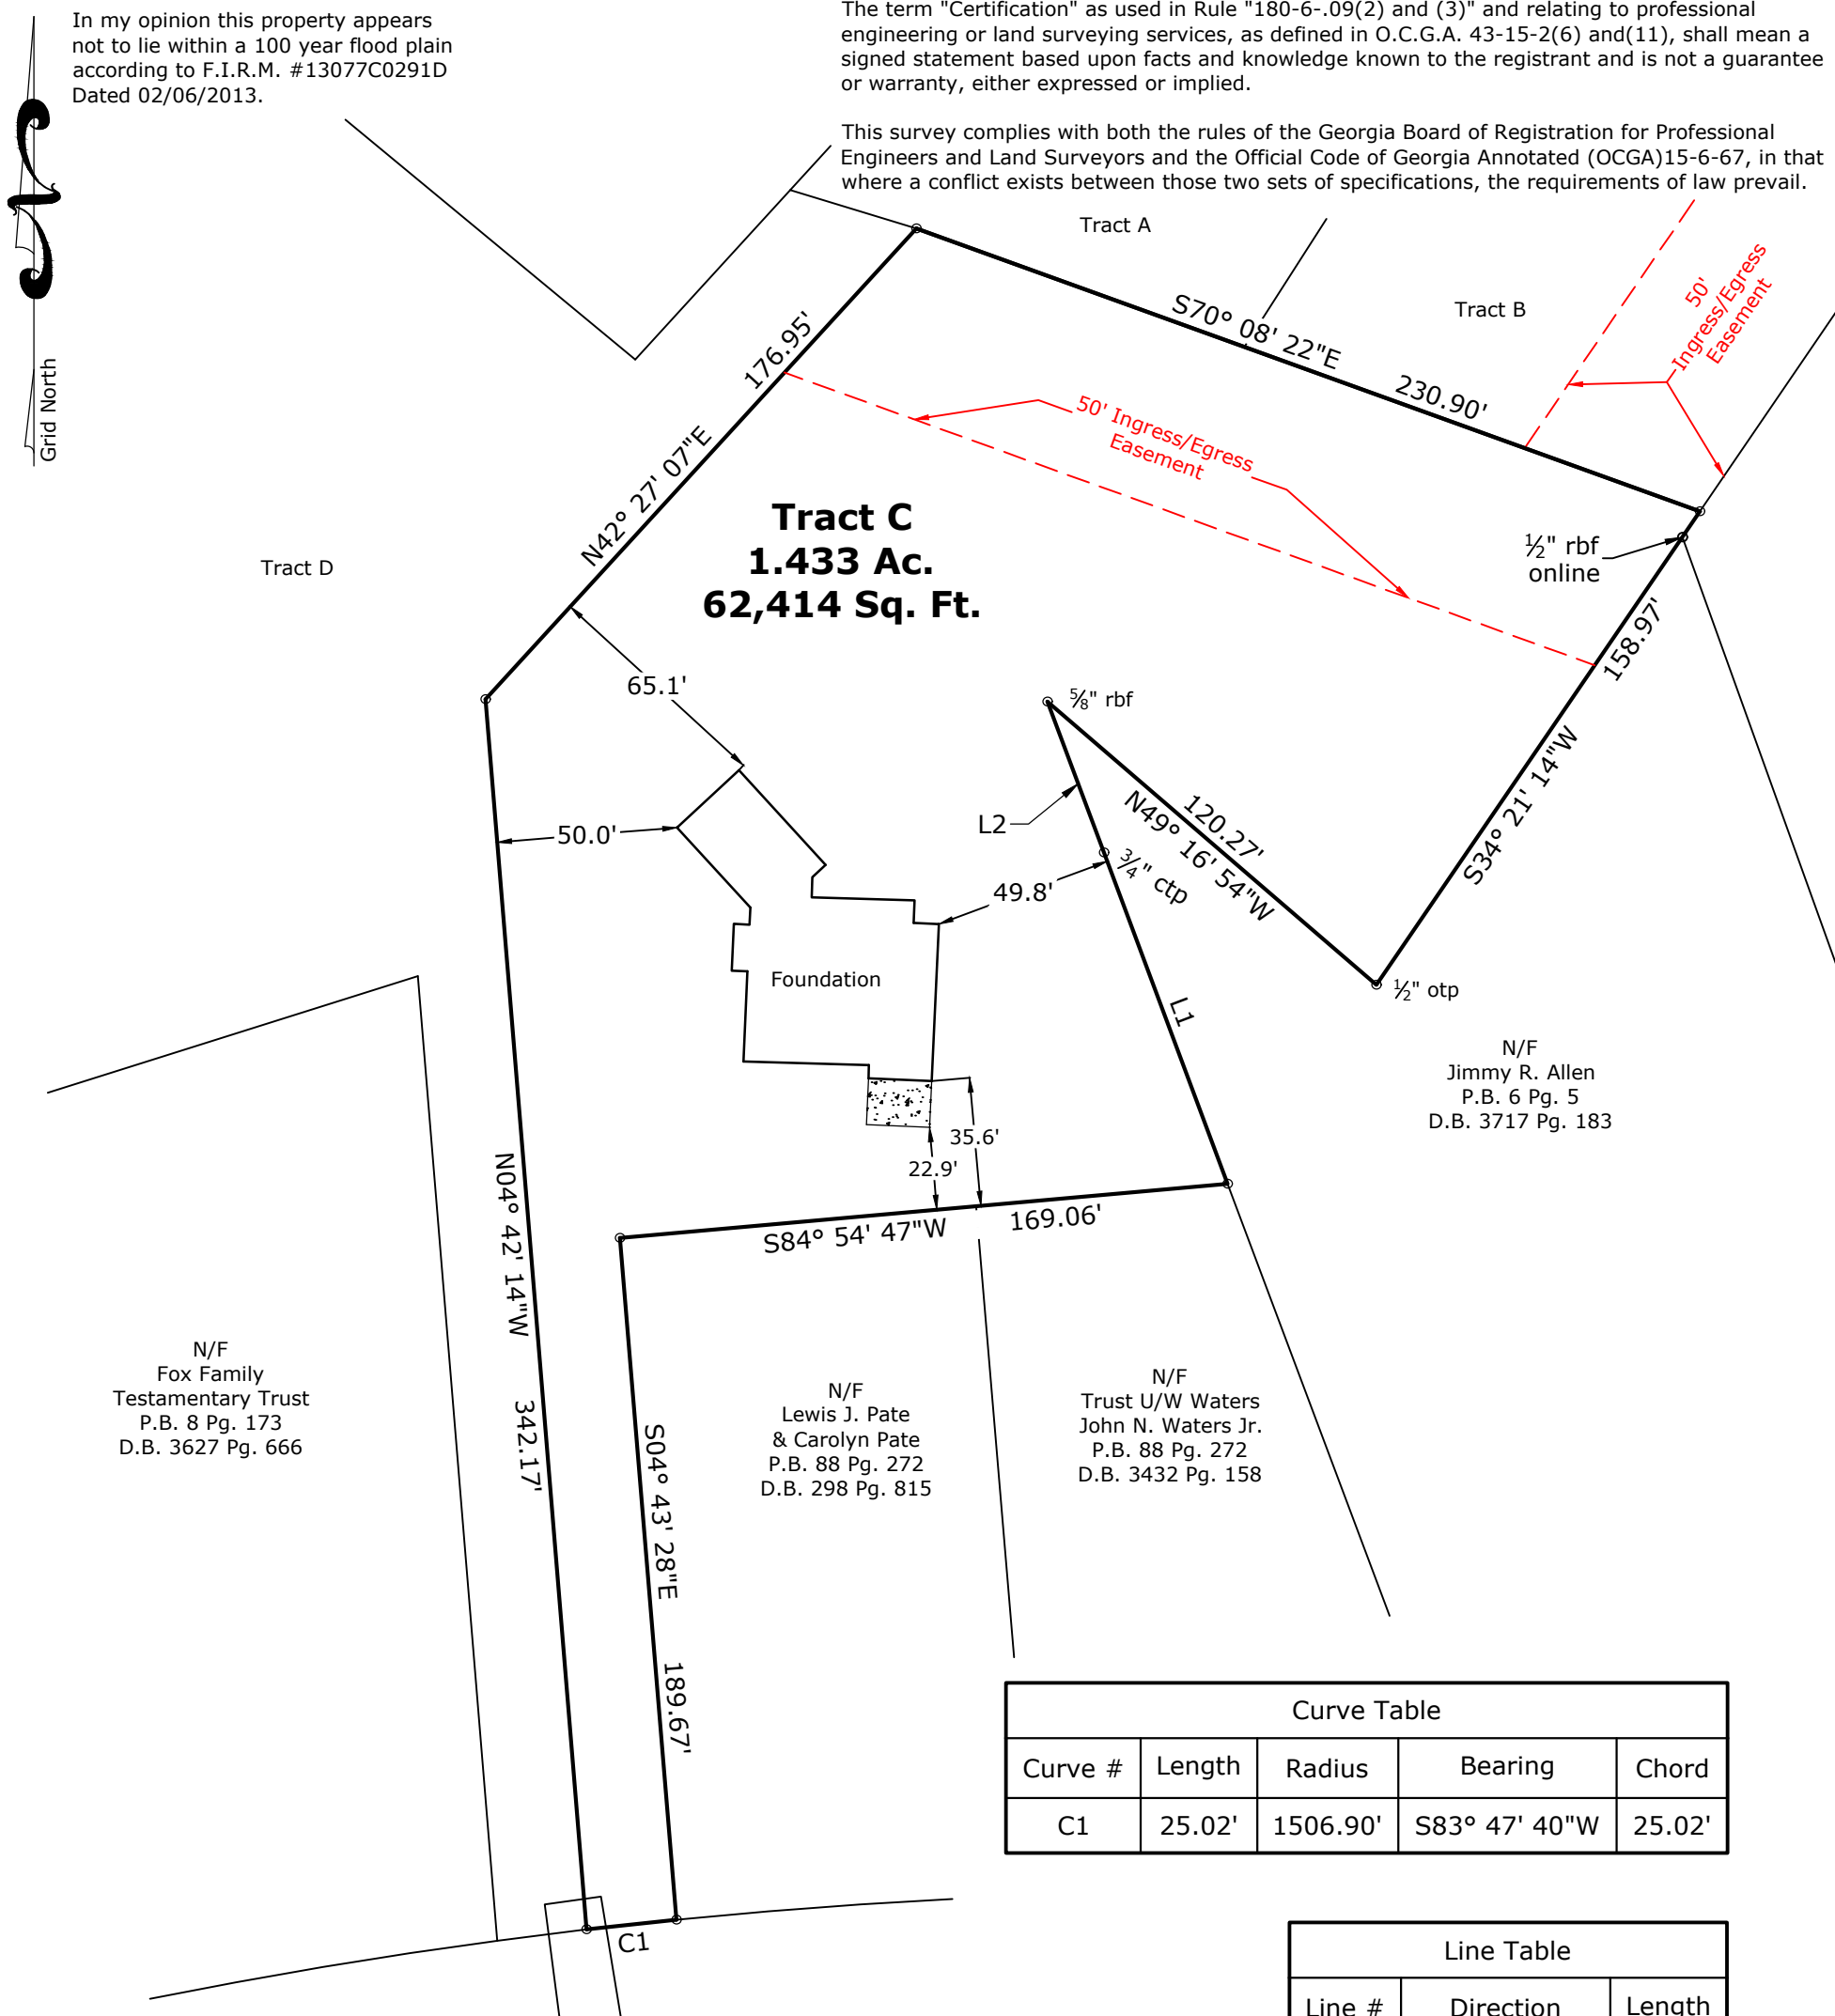 In my opinion this property appears
not to lie within a 100 year flood plain
according to F.I.R.M. #13077C0291D
Dated 02/06/2013.
The term "Certification" as used in Rule "180-6-.09(2) and (3)" and relating to professional
engineering or land surveying services, as defined in O.C.G.A. 43-15-2(6) and(11), shall mean a
signed statement based upon facts and knowledge known to the registrant and is not a guarantee
or warranty, either expressed or implied.
This survey complies with both the rules of the Georgia Board of Registration for Professional
Engineers and Land Surveyors and the Official Code of Georgia Annotated (OCGA)15-6-67, in that
where a conflict exists between those two sets of specifications, the requirements of law prevail.
Grid North
Tract A
Tract B
50'
Ingress/Egress
Easement
S70° 08' 22"E
230.90'
176.95'
N42° 27' 07"E
50' Ingress/Egress
Easement
Tract C
1.433 Ac.
62,414 Sq. Ft.
Tract D
½" rbf
online
158.97'
S34° 21' 14"W
65.1'
⅝" rbf
50.0'
L2
120.27'
N49° 16' 54"W
¾" ctp
49.8'
Foundation
L1
½" otp
N/F
Jimmy R. Allen
P.B. 6 Pg. 5
D.B. 3717 Pg. 183
35.6'
22.9'
S84° 54' 47"W
169.06'
N04° 42' 14"W
342.17'
N/F
Fox Family
Testamentary Trust
P.B. 8 Pg. 173
D.B. 3627 Pg. 666
S04° 43' 28"E
189.67'
N/F
Lewis J. Pate
& Carolyn Pate
P.B. 88 Pg. 272
D.B. 298 Pg. 815
N/F
Trust U/W Waters
John N. Waters Jr.
P.B. 88 Pg. 272
D.B. 3432 Pg. 158
C1
Curve Table
Curve # Length Radius Bearing Chord
C1 25.02' 1506.90' S83° 47' 40"W 25.02'
Line Table
Line # Direction Length